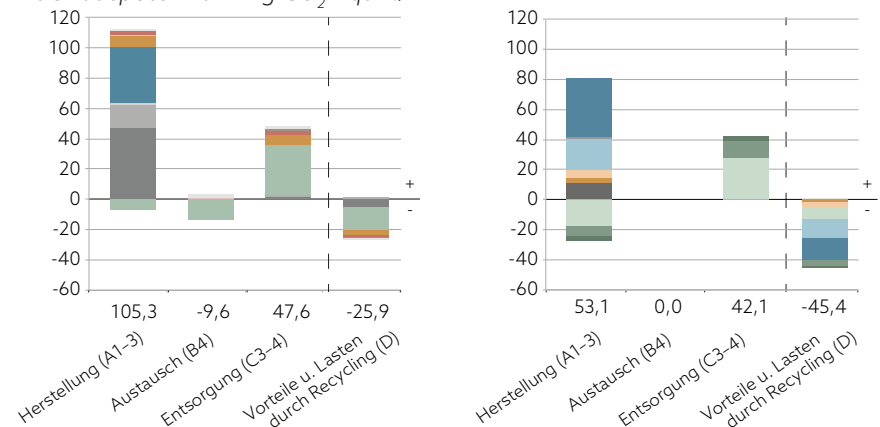 120
100
80
60
40
20
0
-20
-40
-60
+
-
105,3 -9,6 47,6 -25,9
Herstellung (A1–3)
Austausch (B4)
Entsorgung (C3–4)
Vorteile u. Lasten
durch Recycling (D)
120
100
80
60
40
20
0
-20
-40
-60
+
-
53,1 0,0 42,1 -45,4
Herstellung (A1–3)
Austausch (B4)
Entsorgung (C3–4)
Vorteile u. Lasten
durch Recycling (D)